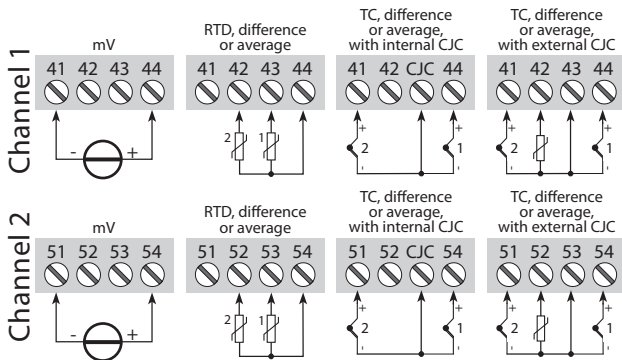 Channel 1
mV
41 42 43 44
- +
RTD, difference
or average
41 42 43 44
2 1
TC, difference
or average,
with internal CJC
41 42 CJC 44
+ +
2 1
- -
TC, difference
or average,
with external CJC
41 42 43 44
+ +
2 1
- -
Channel 2
mV
51 52 53 54
- +
RTD, difference
or average
51 52 53 54
2 1
TC, difference
or average,
with internal CJC
51 52 CJC 54
+ +
2 1
- -
TC, difference
or average,
with external CJC
51 52 53 54
+ +
2 1
- -